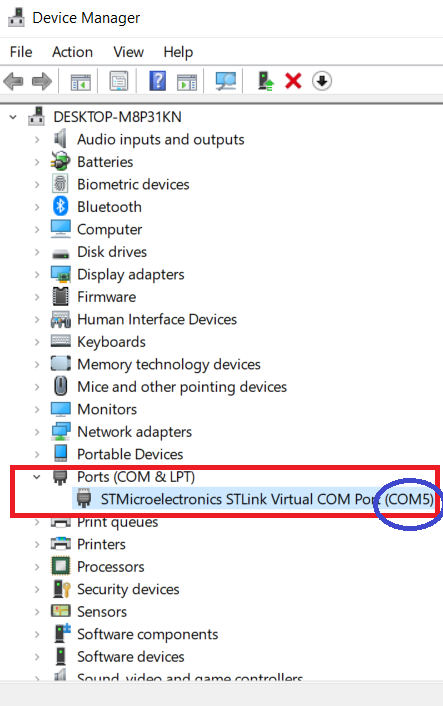 Device Manager
File Action View Help
DESKTOP-M8P31KN
Audio inputs and outputs
Batteries
Biometric devices
Bluetooth
Computer
Disk drives
Display adapters
Firmware
Human Interface Devices
Keyboards
Memory technology devices
Mice and other pointing devices
Monitors
Network adapters
Portable Devices
Ports (COM & LPT)
STMicroelectronics STLink Virtual COM Port (COM5)
Print queues
Printers
Processors
Security devices
Sensors
Software components
Software devices
Sound, video and game controllers